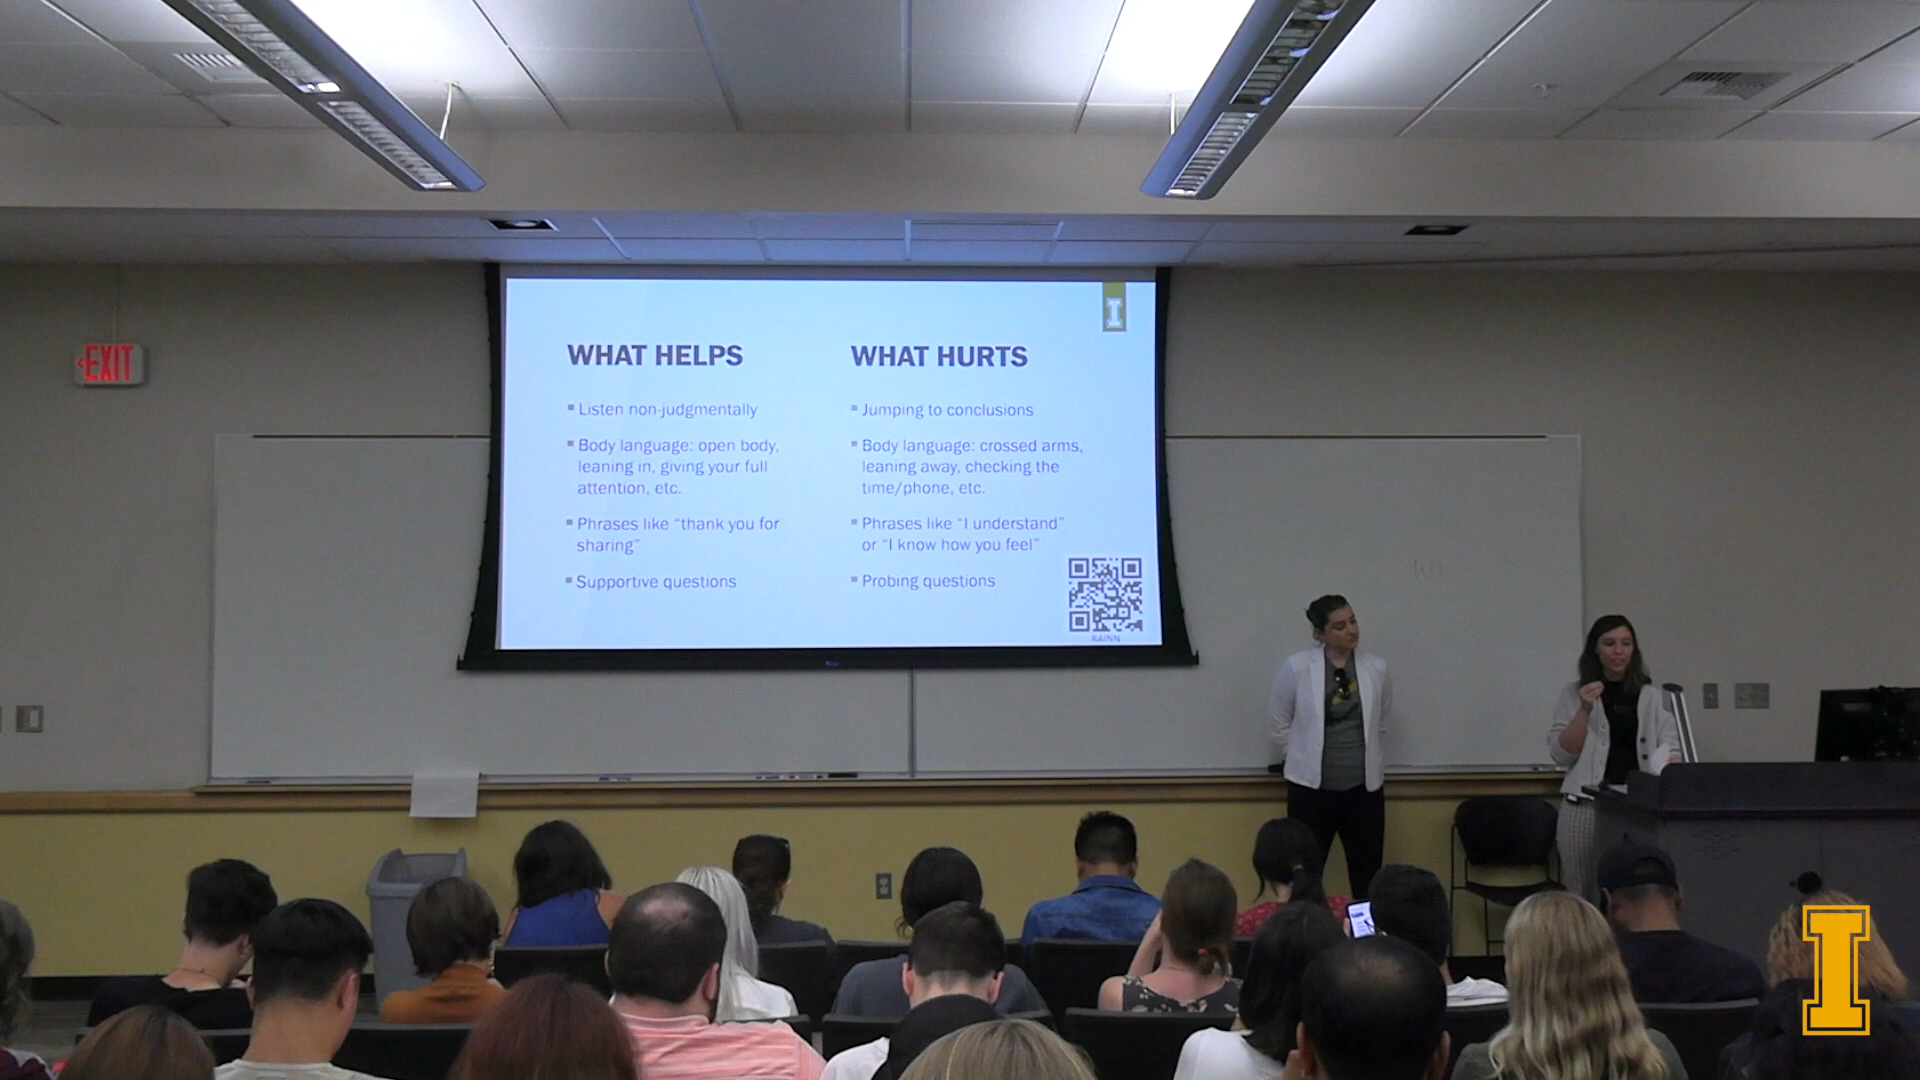 EXIT
I
WHAT HELPS
▪ Listen non-judgmentally
▪ Body language: open body,
leaning in, giving your full
attention, etc.
▪ Phrases like “thank you for
sharing”
▪ Supportive questions
WHAT HURTS
▪ Jumping to conclusions
▪ Body language: crossed arms,
leaning away, checking the
time/phone, etc.
▪ Phrases like “I understand”
or “I know how you feel”
▪ Probing questions
RAINN
I